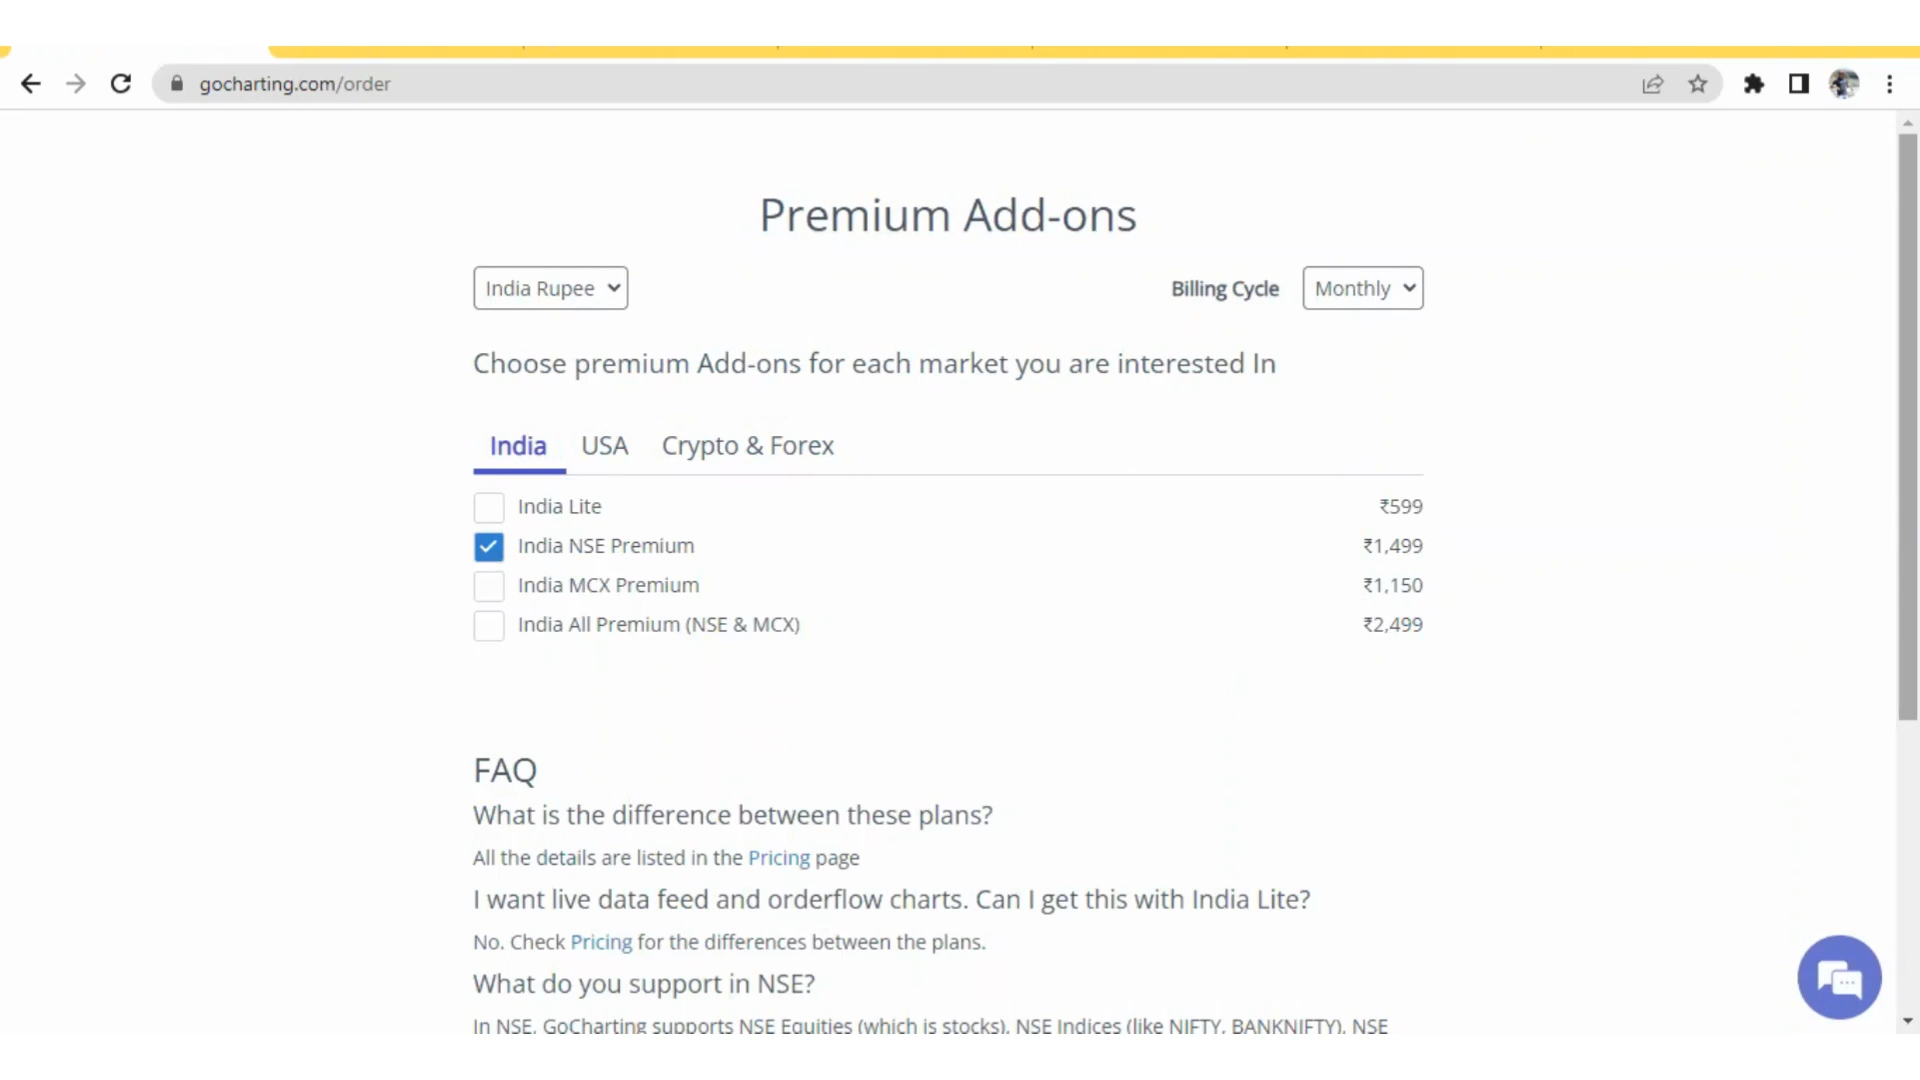 gocharting.com/order
Premium Add-ons
India Rupee
Billing Cycle Monthly
Choose premium Add-ons for each market you are interested In
India USA Crypto & Forex
India Lite ₹599
India NSE Premium ₹1,499
India MCX Premium ₹1,150
India All Premium (NSE & MCX) ₹2,499
FAQ
What is the difference between these plans?
All the details are listed in the Pricing page
I want live data feed and orderflow charts. Can I get this with India Lite?
No. Check Pricing for the differences between the plans.
What do you support in NSE?
In NSE, GoCharting supports NSE Equities (which is stocks), NSE Indices (like NIFTY, BANKNIFTY), NSE